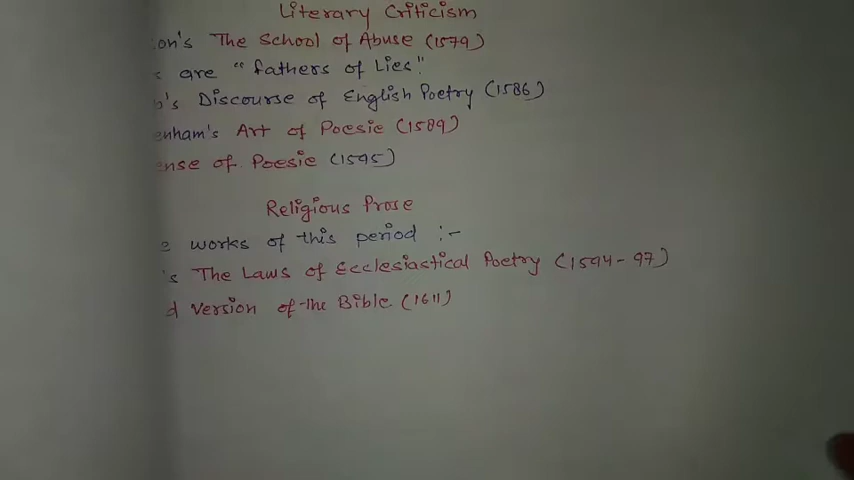 Literary Criticism
on's The School of Abuse (1579)
s are "fathers of Lies"
's Discourse of English Poetry (1586)
enham's Art of Poesie (1589)
ense of Poesie (1595)
Religious Prose
works of this period :-
's The Laws of Ecclesiastical Poetry (1594-97)
d Version of the Bible (1611)